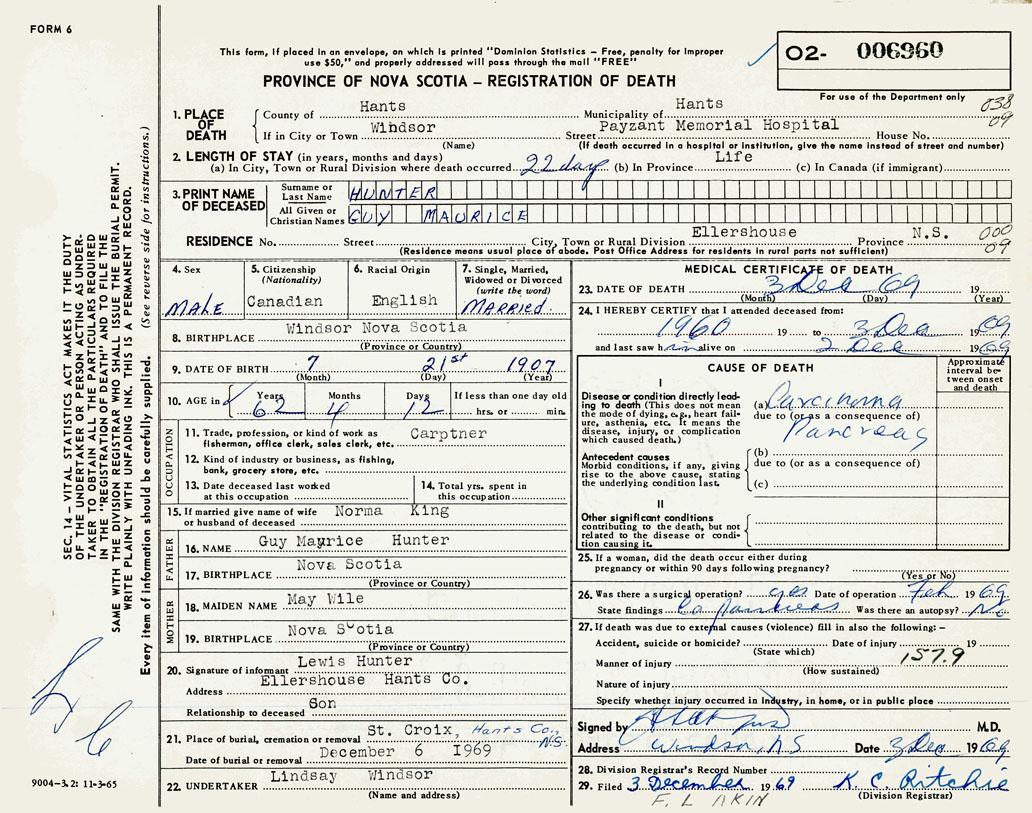 FORM 6
This form, if placed in an envelope, on which is printed "Dominion Statistics – Free, penalty for improper
use $50," and properly addressed will pass through the mail "FREE"
O2- 006960
For use of the Department only
PROVINCE OF NOVA SCOTIA – REGISTRATION OF DEATH
038
09
1. PLACE OF DEATH
County of Hants Municipality of Hants
If in City or Town Windsor Street Payzant Memorial Hospital House No.
(Name) (If death occurred in a hospital or institution, give the name instead of street and number)
2. LENGTH OF STAY (in years, months and days)
(a) In City, Town or Rural Division where death occurred 22 day (b) In Province Life (c) In Canada (if immigrant)
3. PRINT NAME OF DECEASED
Surname or Last Name HUNTER
All Given or Christian Names GUY MAURICE
RESIDENCE No. Street City, Town or Rural Division Ellershouse Province N.S. 000
09
(Residence means usual place of abode. Post Office Address for residents in rural parts not sufficient)
4. Sex MALE
5. Citizenship (Nationality) Canadian
6. Racial Origin English
7. Single, Married, Widowed or Divorced (write the word) MARRIED.
8. BIRTHPLACE Windsor Nova Scotia
(Province or Country)
9. DATE OF BIRTH 7 21st 1907
(Month) (Day) (Year)
10. AGE in Years 62 Months 4 Days 12 If less than one day old hrs. or min.
OCCUPATION
11. Trade, profession, or kind of work as Carptner
fisherman, office clerk, sales clerk, etc.
12. Kind of industry or business, as fishing,
bank, grocery store, etc.
13. Date deceased last worked
at this occupation
14. Total yrs. spent in
this occupation
15. If married give name of wife Norma King
or husband of deceased
FATHER
16. NAME Guy Maurice Hunter
17. BIRTHPLACE Nova Scotia
(Province or Country)
MOTHER
18. MAIDEN NAME May Wile
19. BIRTHPLACE Nova Scotia
(Province or Country)
20. Signature of informant Lewis Hunter
Address Ellershouse Hants Co.
Relationship to deceased Son
21. Place of burial, cremation or removal St. Croix, Hants Co., N.S.
Date of burial or removal December 6 1969
22. UNDERTAKER Lindsay Windsor
(Name and address)
MEDICAL CERTIFICATE OF DEATH
23. DATE OF DEATH 3 Dec 69 19
(Month) (Day) (Year)
24. I HEREBY CERTIFY that I attended deceased from:
1960 19 to 3 Dec 19 69
and last saw him alive on 2 Dec 19 69
CAUSE OF DEATH
Approximate interval between onset and death
I
Disease or condition directly leading to death (This does not mean the mode of dying, e.g., heart failure, asthenia, etc. It means the disease, injury, or complication which caused death.)
(a) Carcinoma
due to (or as a consequence of)
Pancreas
Antecedent causes
Morbid conditions, if any, giving rise to the above cause, stating the underlying condition last.
(b)
due to (or as a consequence of)
(c)
II
Other significant conditions
contributing to the death, but not related to the disease or condition causing it.
25. If a woman, did the death occur either during
pregnancy or within 90 days following pregnancy?
(Yes or No)
26. Was there a surgical operation? yes Date of operation Feb 19 69.
State findings Ca Pancreas Was there an autopsy? No
27. If death was due to external causes (violence) fill in also the following: –
Accident, suicide or homicide? Date of injury 19
(State which)
Manner of injury 157.9
(How sustained)
Nature of injury
Specify whether injury occurred in industry, in home, or in public place
Signed by M.D.
Address Windsor, N S Date 3 Dec 19 69
28. Division Registrar's Record Number
29. Filed 3 December 19 69 K. C. Ritchie
(Division Registrar)
F. L AKIN
SEC. 14 – VITAL STATISTICS ACT MAKES IT THE DUTY
OF THE UNDERTAKER OR PERSON ACTING AS UNDER-
TAKER TO OBTAIN ALL THE PARTICULARS REQUIRED
IN THE "REGISTRATION OF DEATH" AND TO FILE THE
SAME WITH THE DIVISION REGISTRAR WHO SHALL ISSUE THE BURIAL PERMIT.
WRITE PLAINLY WITH UNFADING INK. THIS IS A PERMANENT RECORD.
Every item of information should be carefully supplied. (See reverse side for instructions.)
9004–3.2: 11-3-65